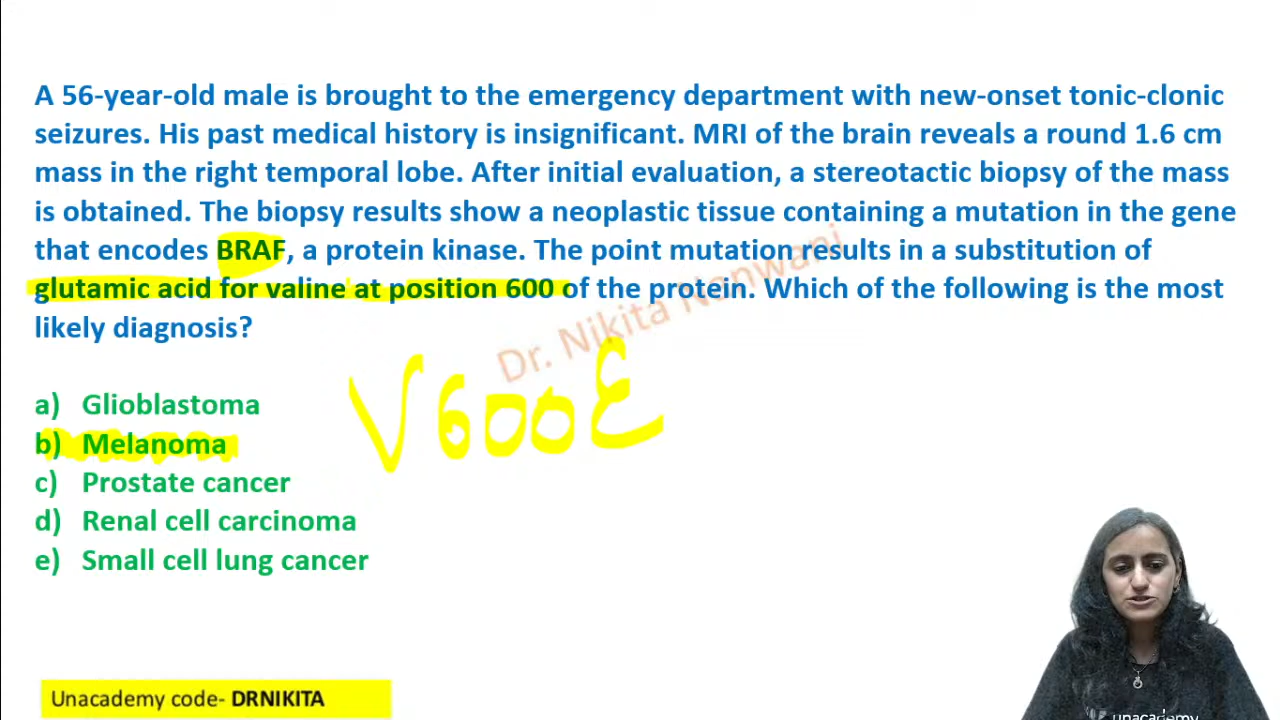 A 56-year-old male is brought to the emergency department with new-onset tonic-clonic
seizures. His past medical history is insignificant. MRI of the brain reveals a round 1.6 cm
mass in the right temporal lobe. After initial evaluation, a stereotactic biopsy of the mass
is obtained. The biopsy results show a neoplastic tissue containing a mutation in the gene
that encodes BRAF, a protein kinase. The point mutation results in a substitution of
glutamic acid for valine at position 600 of the protein. Which of the following is the most
likely diagnosis?
Dr. Nikita Nanwani
V600E
a) Glioblastoma
b) Melanoma
c) Prostate cancer
d) Renal cell carcinoma
e) Small cell lung cancer
Unacademy code- DRNIKITA
unacademy